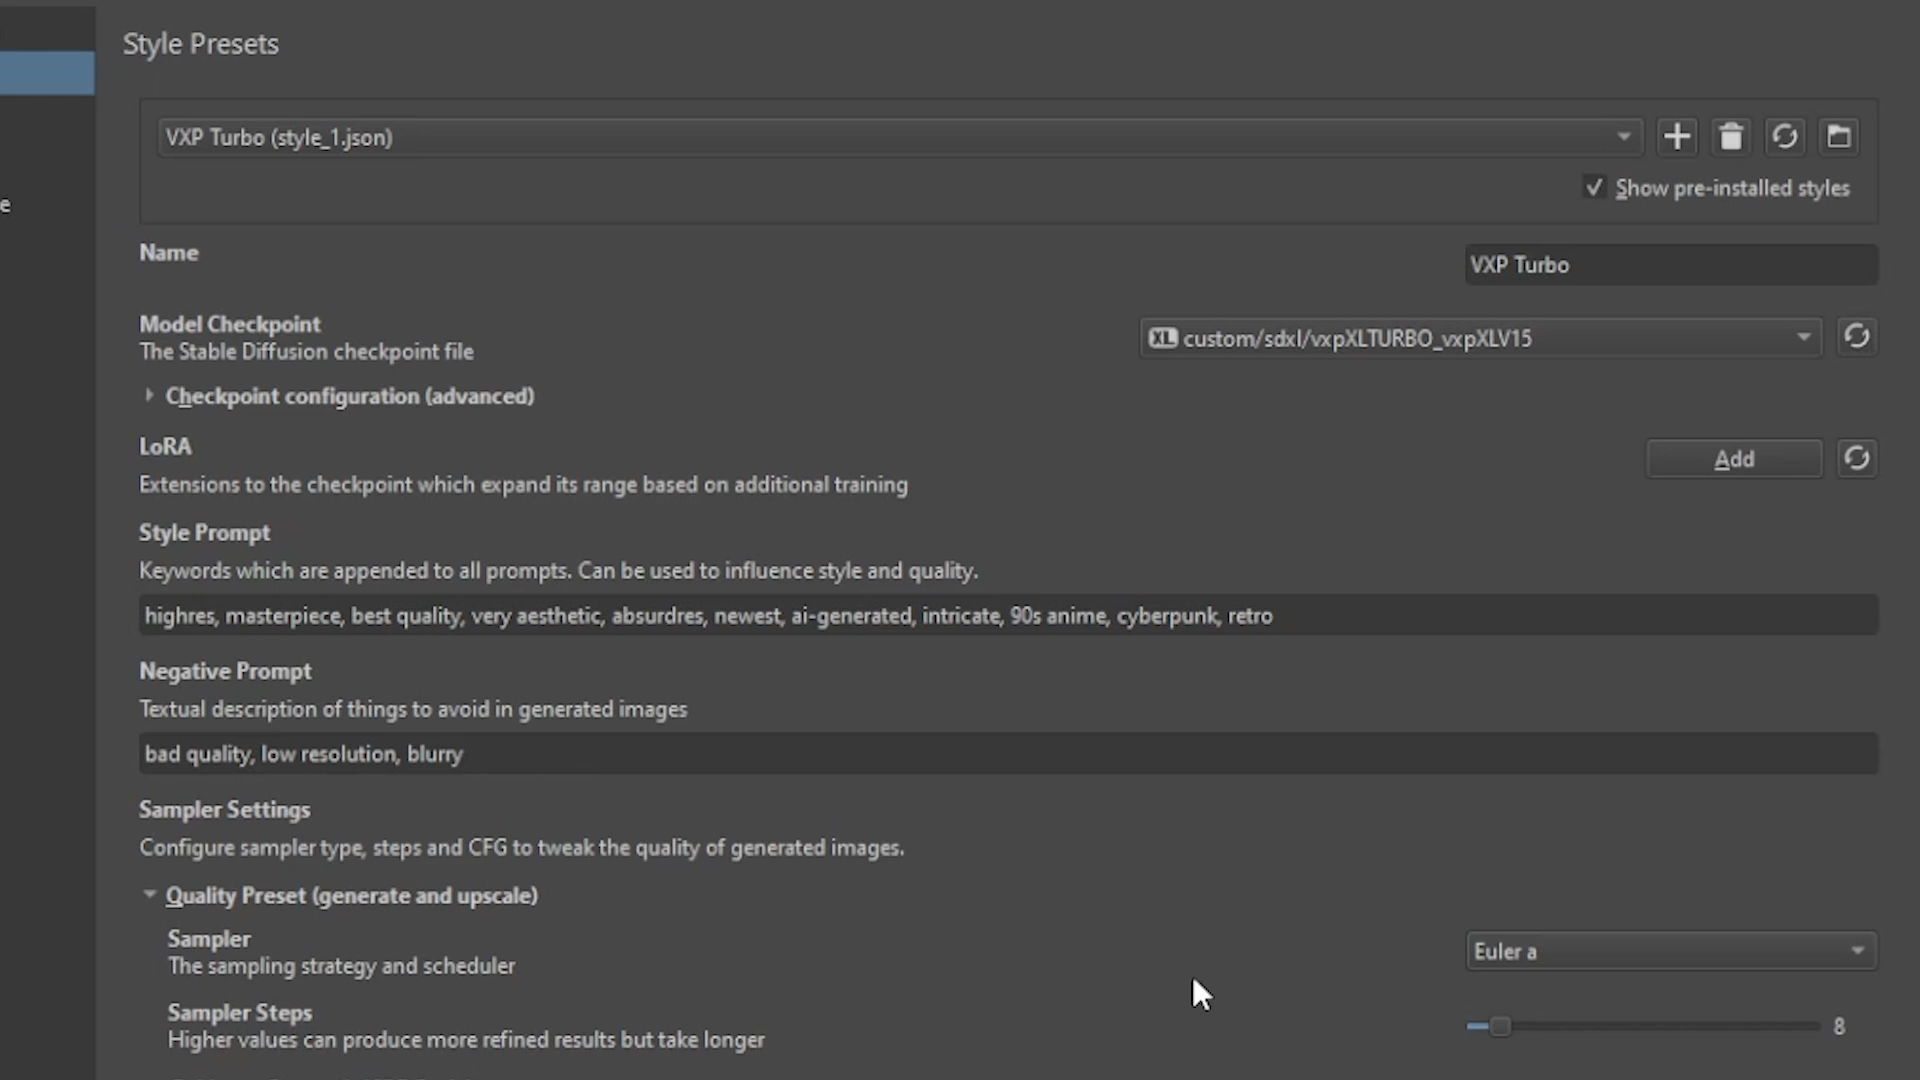 Style Presets
VXP Turbo (style_1.json)
Show pre-installed styles
e
Name
VXP Turbo
Model Checkpoint
The Stable Diffusion checkpoint file
XL custom/sdxl/vxpXLTURBO_vxpXLV15
Checkpoint configuration (advanced)
LoRA
Extensions to the checkpoint which expand its range based on additional training
Add
Style Prompt
Keywords which are appended to all prompts. Can be used to influence style and quality.
highres, masterpiece, best quality, very aesthetic, absurdres, newest, ai-generated, intricate, 90s anime, cyberpunk, retro
Negative Prompt
Textual description of things to avoid in generated images
bad quality, low resolution, blurry
Sampler Settings
Configure sampler type, steps and CFG to tweak the quality of generated images.
Quality Preset (generate and upscale)
Sampler
The sampling strategy and scheduler
Euler a
Sampler Steps
Higher values can produce more refined results but take longer
8